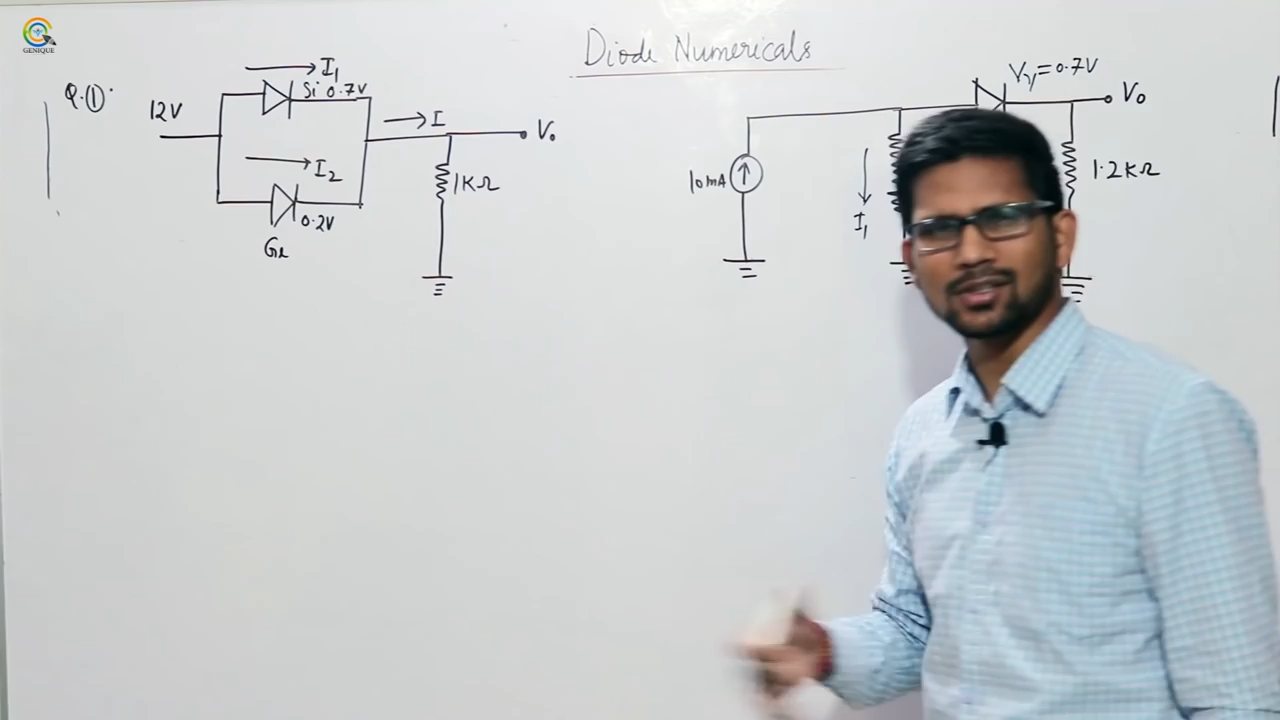 GENIQUE
Diode Numericals
Q.①
12V
I₁
Si 0.7V
I
V₀
I₂
0.2V
Ge
1KΩ
10mA
I₁
Vγ=0.7V
V₀
1.2KΩ